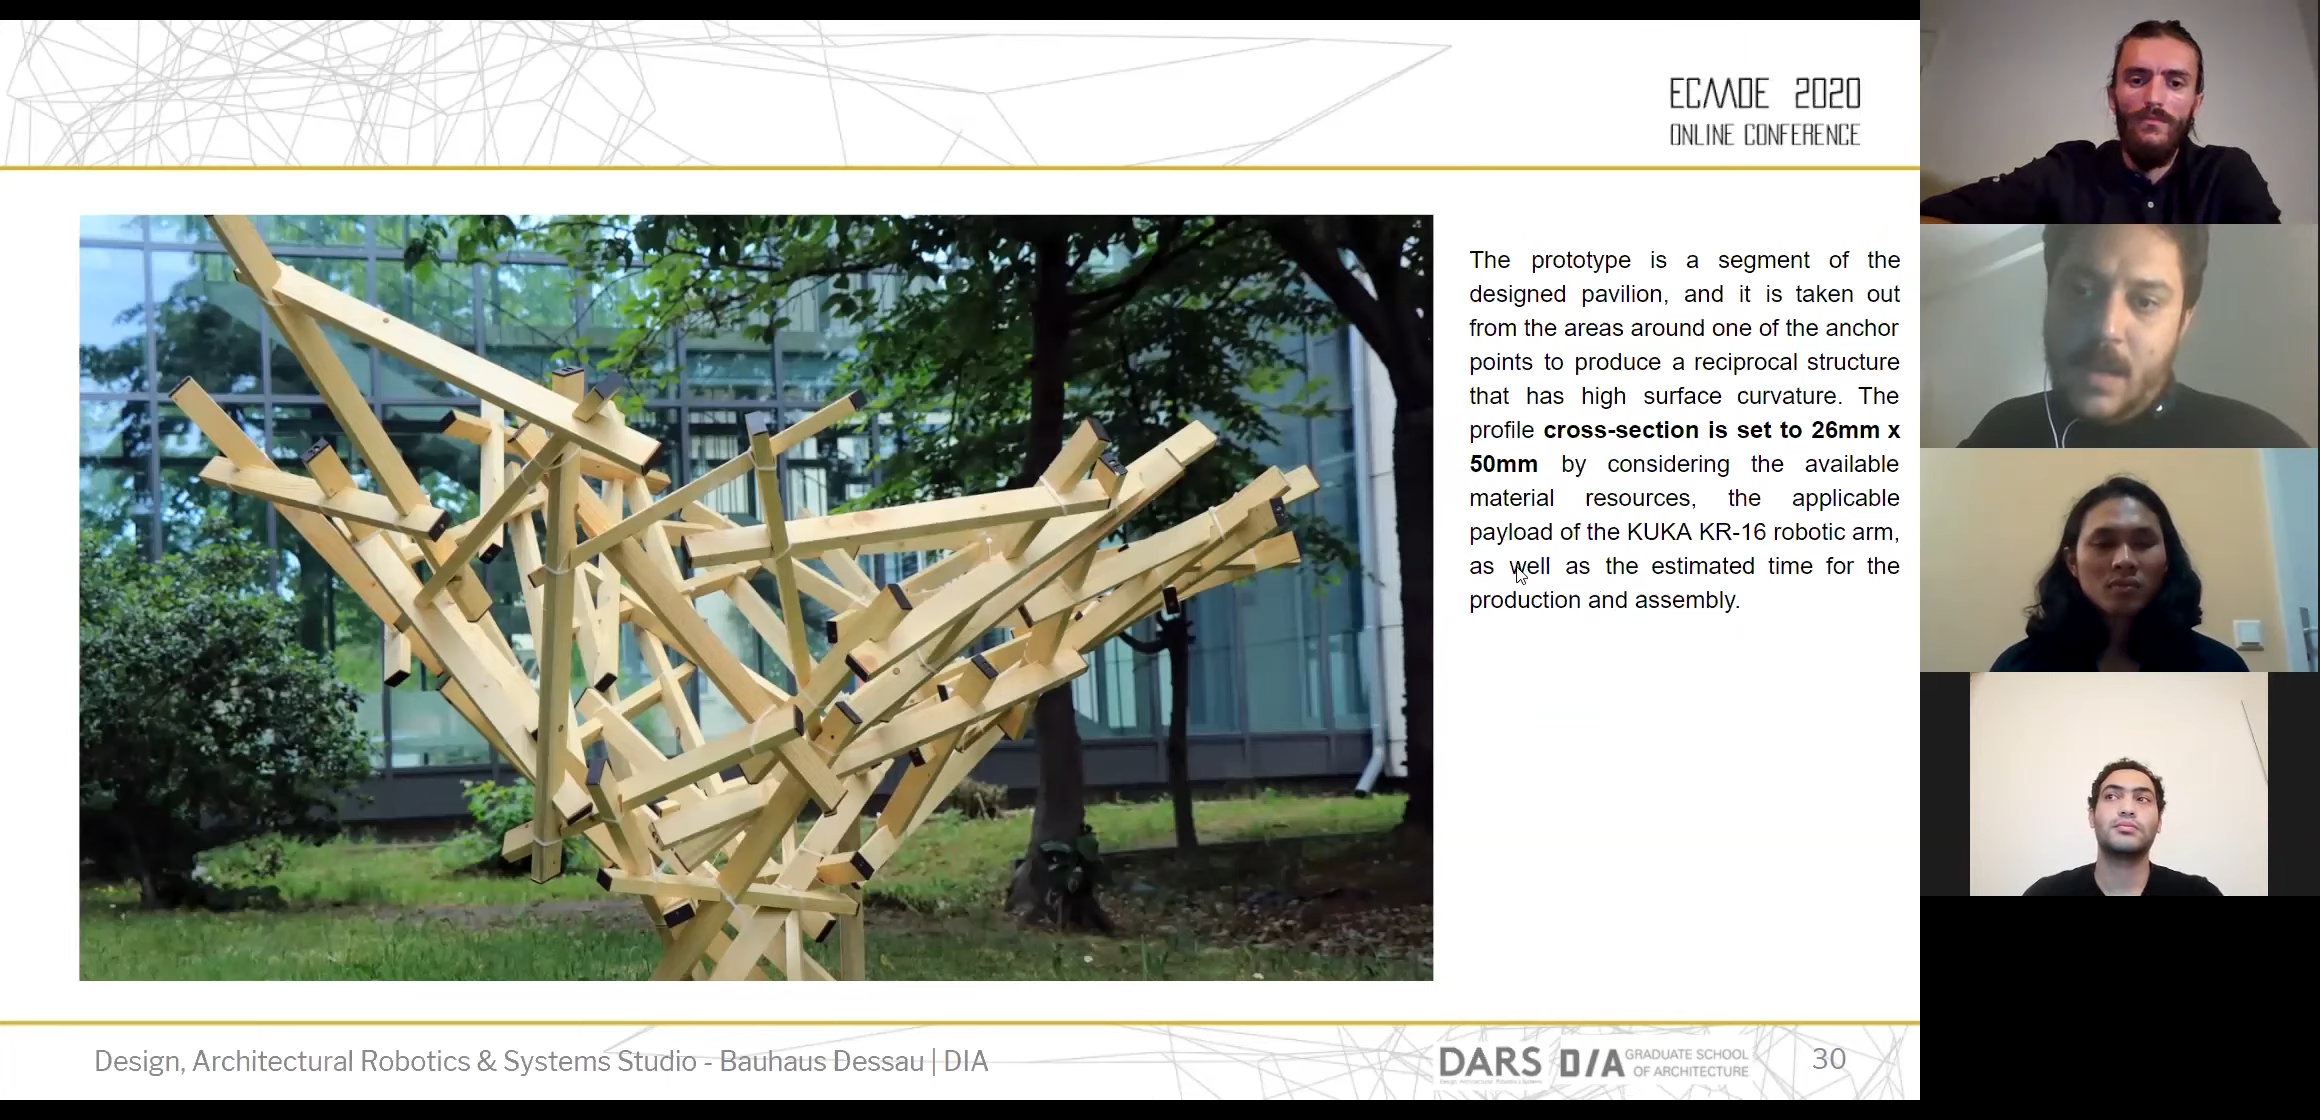 ECAADE 2020
ONLINE CONFERENCE
The prototype is a segment of the
designed pavilion, and it is taken out
from the areas around one of the anchor
points to produce a reciprocal structure
that has high surface curvature. The
profile cross-section is set to 26mm x
50mm by considering the available
material resources, the applicable
payload of the KUKA KR-16 robotic arm,
as well as the estimated time for the
production and assembly.
Design, Architectural Robotics & Systems Studio - Bauhaus Dessau | DIA
DARS
D/A GRADUATE SCHOOL
OF ARCHITECTURE
30